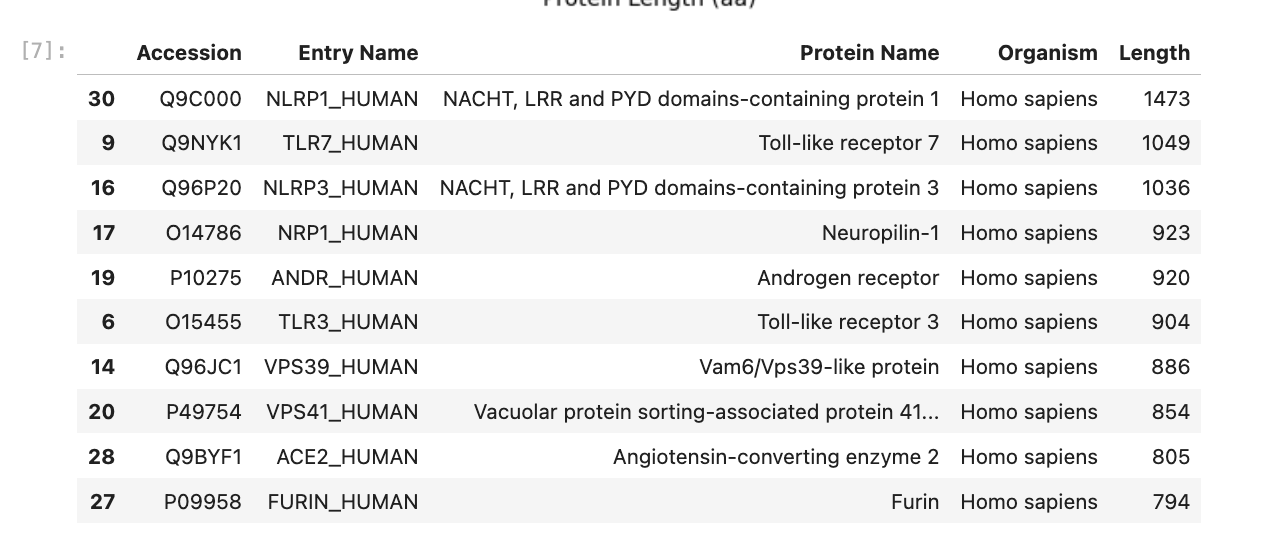 Protein Length (aa)
[7]:
Accession Entry Name Protein Name Organism Length
30 Q9C000 NLRP1_HUMAN NACHT, LRR and PYD domains-containing protein 1 Homo sapiens 1473
9 Q9NYK1 TLR7_HUMAN Toll-like receptor 7 Homo sapiens 1049
16 Q96P20 NLRP3_HUMAN NACHT, LRR and PYD domains-containing protein 3 Homo sapiens 1036
17 O14786 NRP1_HUMAN Neuropilin-1 Homo sapiens 923
19 P10275 ANDR_HUMAN Androgen receptor Homo sapiens 920
6 O15455 TLR3_HUMAN Toll-like receptor 3 Homo sapiens 904
14 Q96JC1 VPS39_HUMAN Vam6/Vps39-like protein Homo sapiens 886
20 P49754 VPS41_HUMAN Vacuolar protein sorting-associated protein 41... Homo sapiens 854
28 Q9BYF1 ACE2_HUMAN Angiotensin-converting enzyme 2 Homo sapiens 805
27 P09958 FURIN_HUMAN Furin Homo sapiens 794